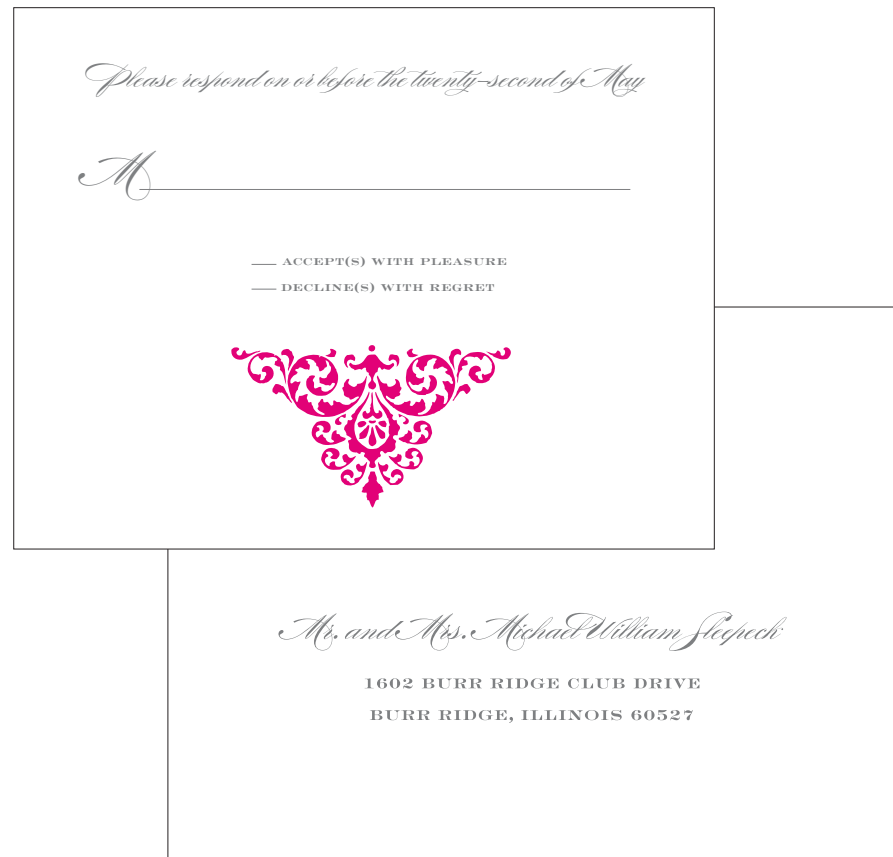 Please respond on or before the twenty-second of May
M
ACCEPT(S) WITH PLEASURE
DECLINE(S) WITH REGRET
Mr. and Mrs. Michael William Sleepeck
1602 BURR RIDGE CLUB DRIVE
BURR RIDGE, ILLINOIS 60527